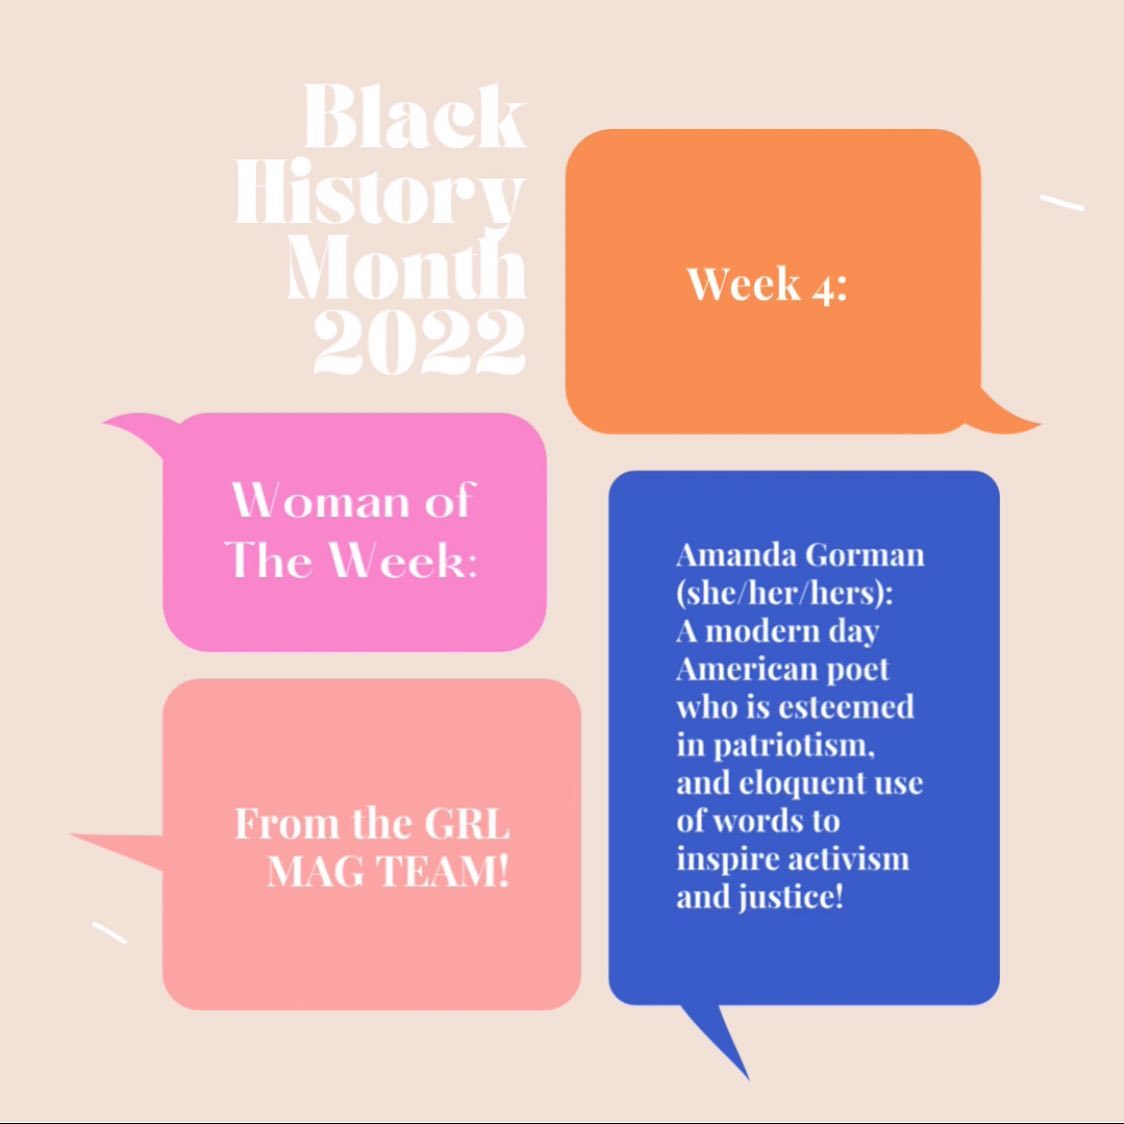 Black
History
Month
2022
Week 4:
Woman of
The Week:
Amanda Gorman
(she/her/hers):
A modern day
American poet
who is esteemed
in patriotism,
and eloquent use
of words to
inspire activism
and justice!
From the GRL
MAG TEAM!